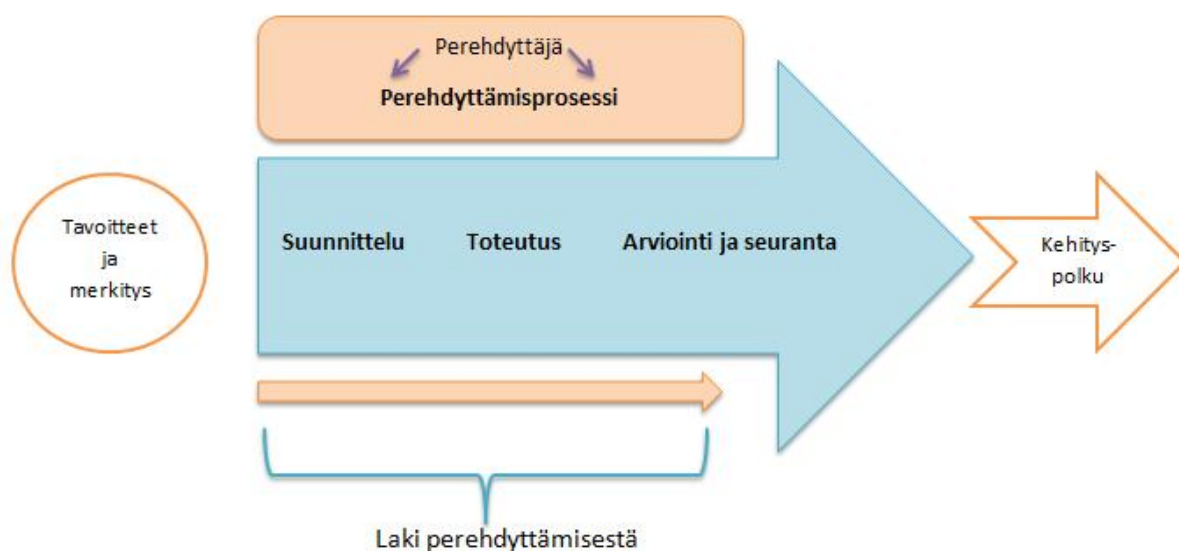 Perehdyttäjä
Perehdyttämisprosessi
Tavoitteet
ja
merkitys
Suunnittelu
Toteutus
Arviointi ja seuranta
Kehitys-
polku
Laki perehdyttämisestä